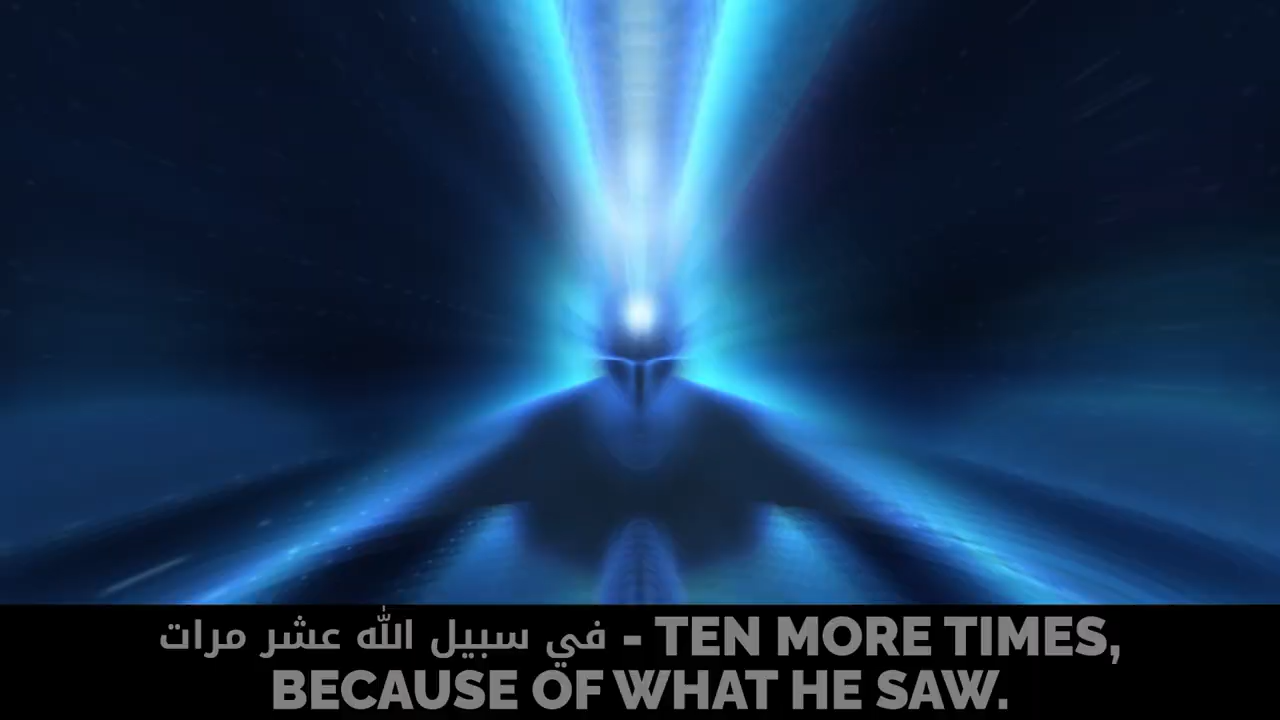 في سبيل الله عشر مرات - TEN MORE TIMES,
BECAUSE OF WHAT HE SAW.